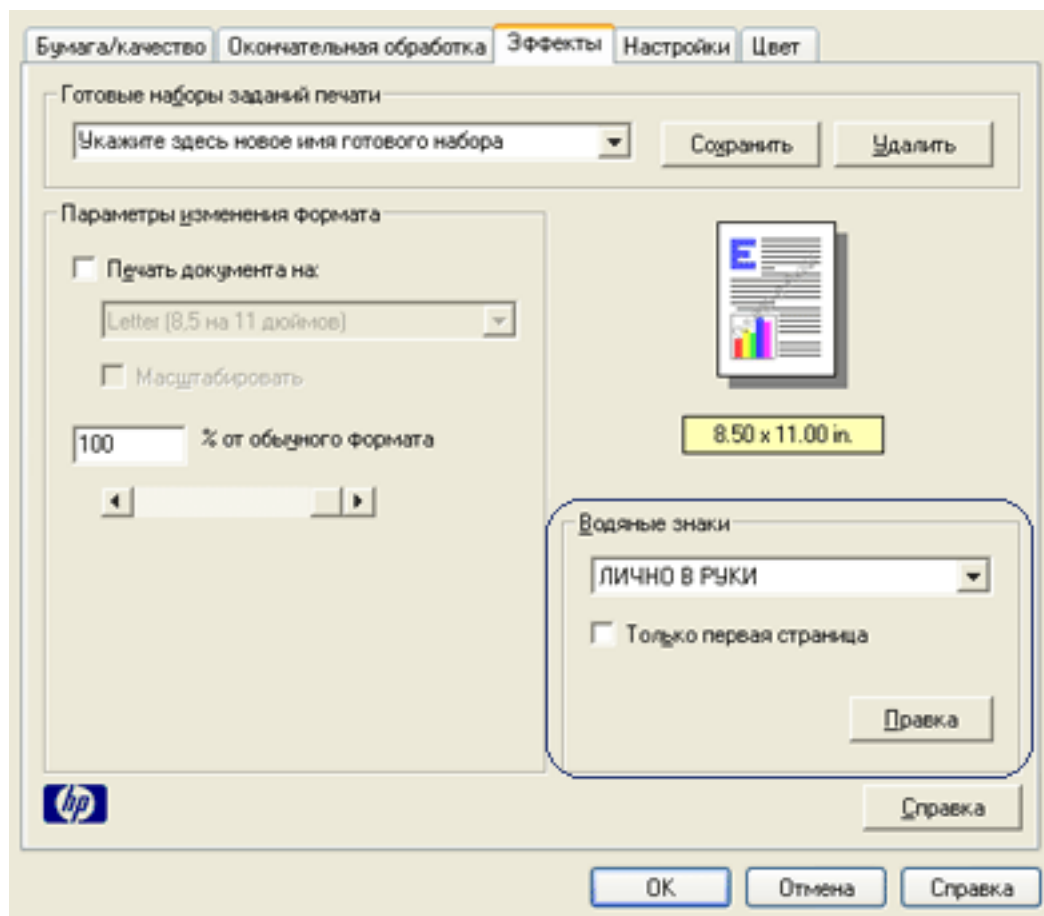 Бумага/качество Окончательная обработка Эффекты Настройки Цвет
Готовые наборы заданий печати
Укажите здесь новое имя готового набора Сохранить Удалить
Параметры изменения формата
Печать документа на:
Letter (8,5 на 11 дюймов)
Масштабировать
100 % от обычного формата
E
8.50 x 11.00 in.
Водяные знаки
ЛИЧНО В РУКИ
Только первая страница
Правка
hp
Справка
OK Отмена Справка